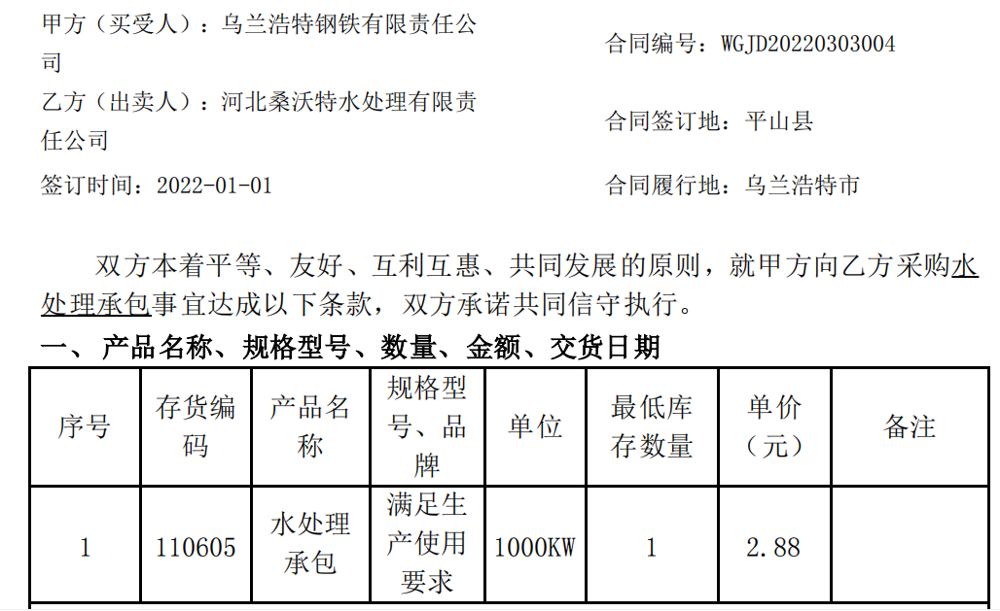 甲方（买受人）：乌兰浩特钢铁有限责任公
司
合同编号：WGJD20220303004
乙方（出卖人）：河北桑沃特水处理有限责
任公司
合同签订地：平山县
签订时间：2022-01-01
合同履行地：乌兰浩特市
双方本着平等、友好、互利互惠、共同发展的原则，就甲方向乙方采购水
处理承包事宜达成以下条款，双方承诺共同信守执行。
一、产品名称、规格型号、数量、金额、交货日期
序号
存货编
码
产品名
称
规格型
号、品
牌
单位
最低库
存数量
单价
（元）
备注
1
110605
水处理
承包
满足生
产使用
要求
1000KW
1
2.88